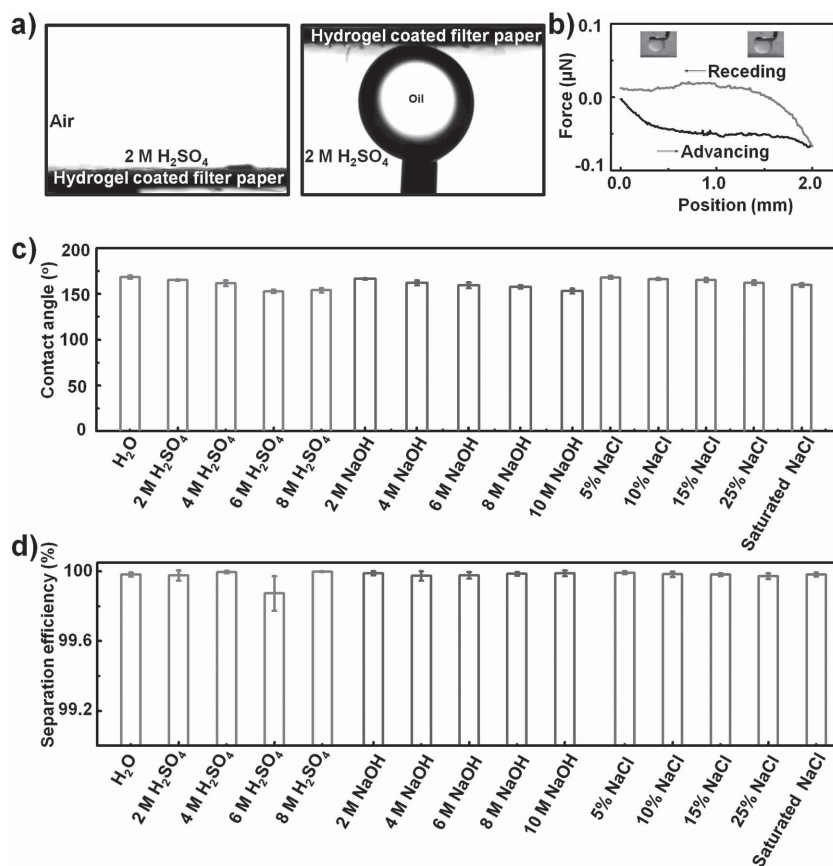 a)
Air
2 M H₂SO₄
Hydrogel coated filter paper
Hydrogel coated filter paper
Oil
2 M H₂SO₄
b)
Force (µN)
0.1
0.0
-0.1
Receding
Advancing
0.0
1.0
2.0
Position (mm)
c)
Contact angle (°)
200
150
100
50
0
H₂O
2 M H₂SO₄
4 M H₂SO₄
6 M H₂SO₄
8 M H₂SO₄
2 M NaOH
4 M NaOH
6 M NaOH
8 M NaOH
10 M NaOH
5% NaCl
10% NaCl
15% NaCl
25% NaCl
Saturated NaCl
d)
Separation efficiency (%)
100
99.6
99.2
H₂O
2 M H₂SO₄
4 M H₂SO₄
6 M H₂SO₄
8 M H₂SO₄
2 M NaOH
4 M NaOH
6 M NaOH
8 M NaOH
10 M NaOH
5% NaCl
10% NaCl
15% NaCl
25% NaCl
Saturated NaCl